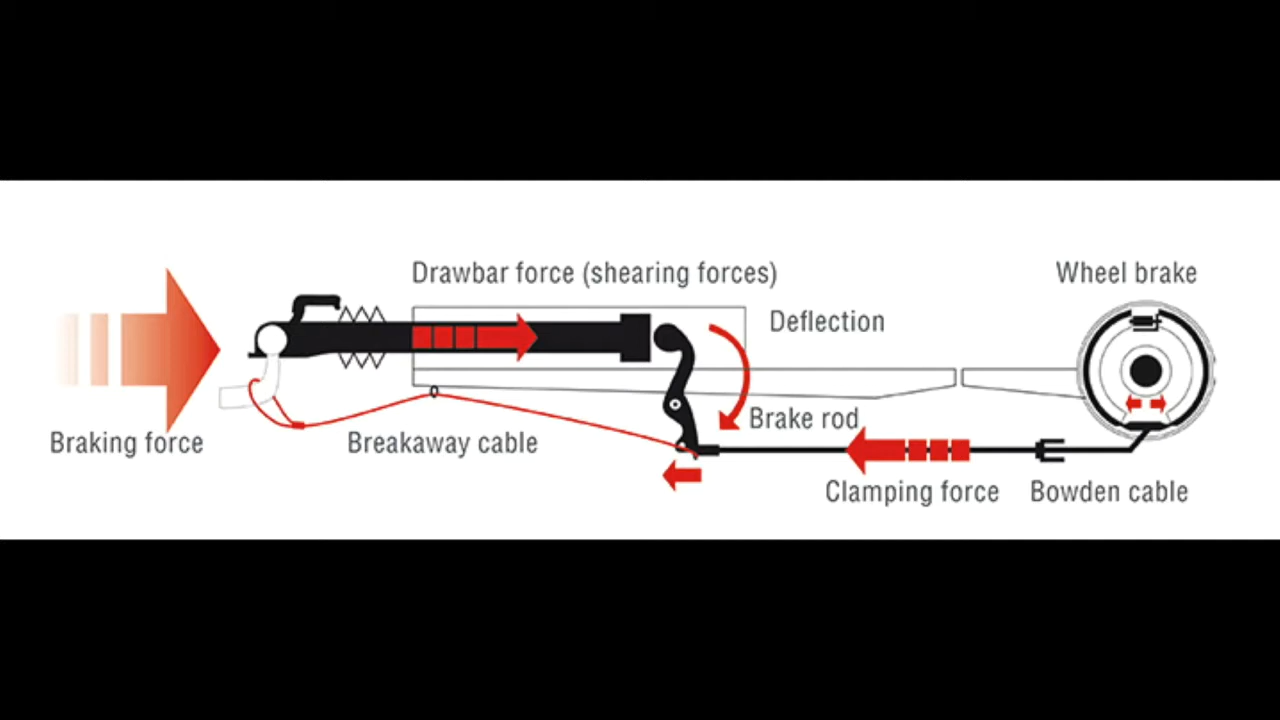 Drawbar force (shearing forces)
Wheel brake
Deflection
Brake rod
Braking force
Breakaway cable
Clamping force
Bowden cable